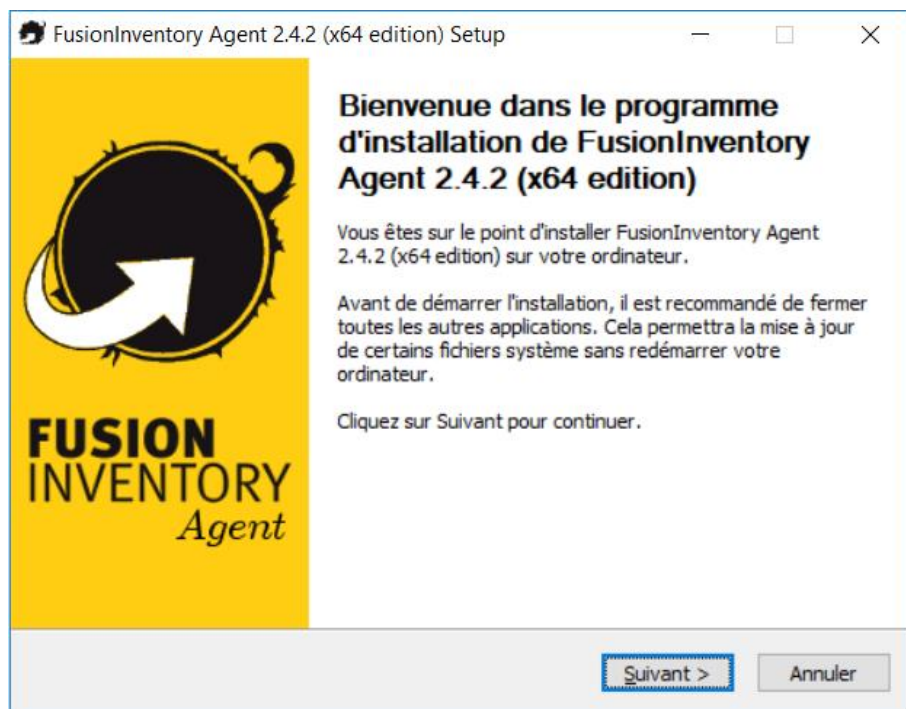 FusionInventory Agent 2.4.2 (x64 edition) Setup
Bienvenue dans le programme
d'installation de FusionInventory
Agent 2.4.2 (x64 edition)
Vous êtes sur le point d'installer FusionInventory Agent
2.4.2 (x64 edition) sur votre ordinateur.
Avant de démarrer l'installation, il est recommandé de fermer
toutes les autres applications. Cela permettra la mise à jour
de certains fichiers système sans redémarrer votre
ordinateur.
Cliquez sur Suivant pour continuer.
FUSION
INVENTORY
Agent
Suivant >
Annuler